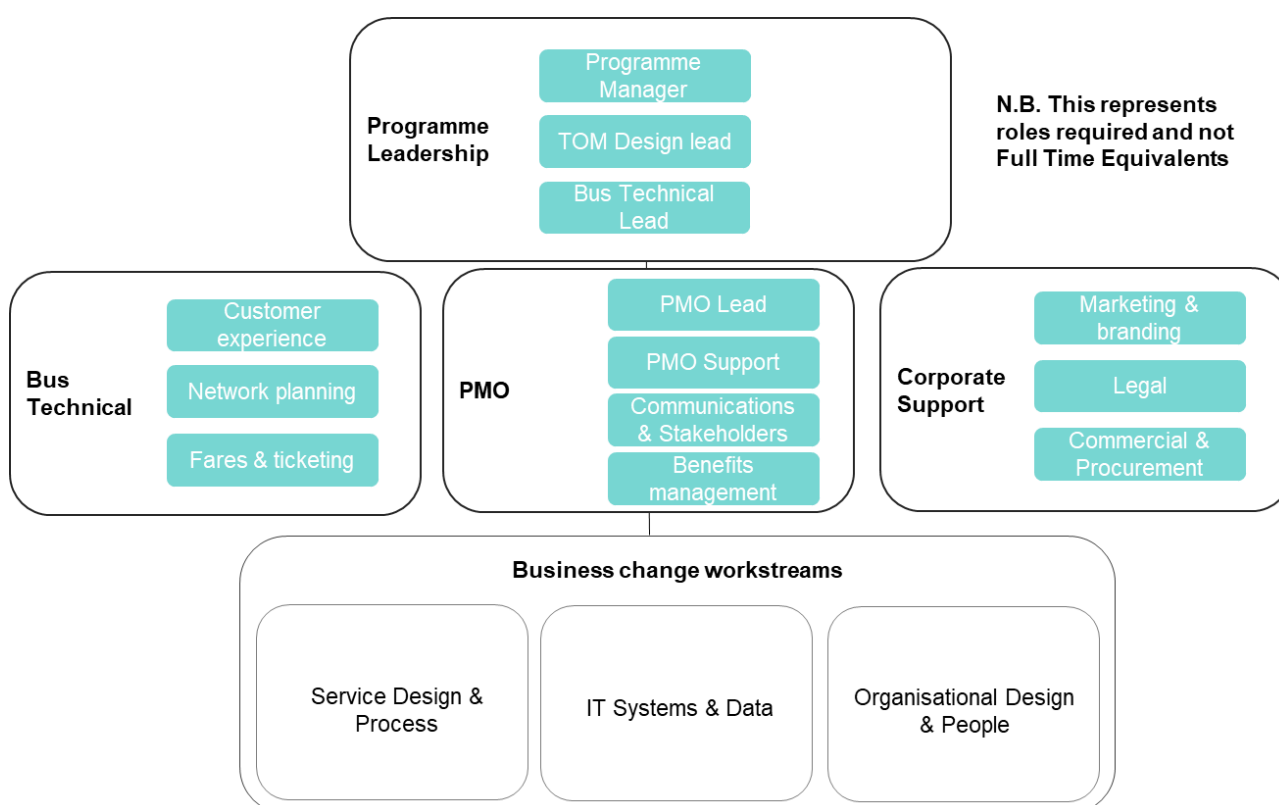 Programme
Manager
TOM Design lead
Bus Technical
Lead
Programme
Leadership
N.B. This represents
roles required and not
Full Time Equivalents
Bus
Technical
Customer
experience
Network planning
Fares & ticketing
PMO
PMO Lead
PMO Support
Communications
& Stakeholders
Benefits
management
Corporate
Support
Marketing &
branding
Legal
Commercial &
Procurement
Business change workstreams
Service Design &
Process
IT Systems & Data
Organisational Design
& People